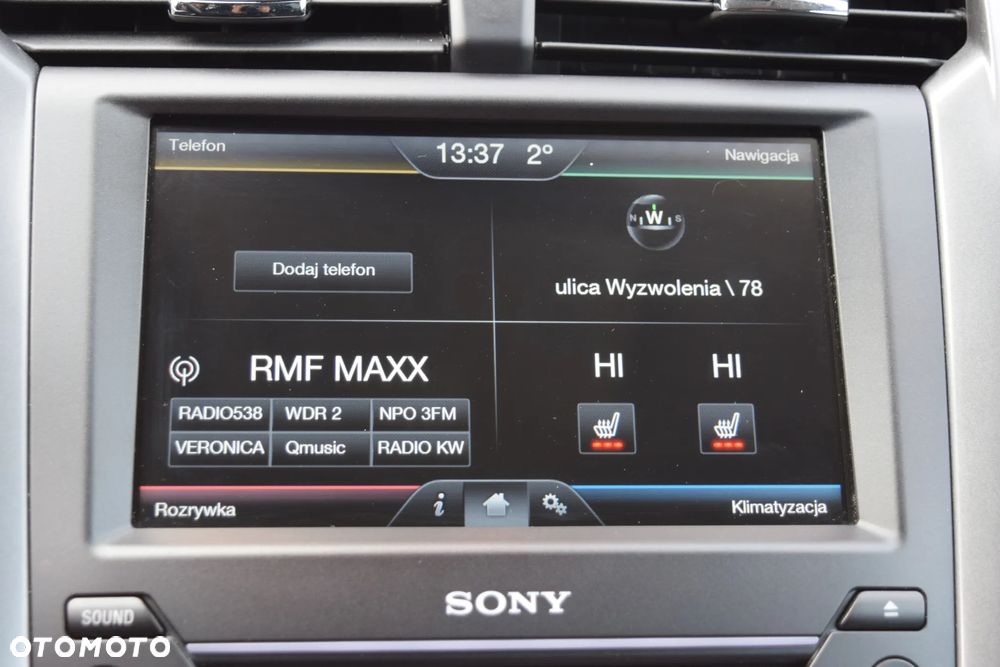 Telefon
13:37 2°
Nawigacja
N W S
Dodaj telefon
ulica Wyzwolenia \ 78
RMF MAXX
HI HI
RADIO538 WDR 2 NPO 3FM
VERONICA Qmusic RADIO KW
Rozrywka
i
Klimatyzacja
SONY
SOUND
OTOMOTO